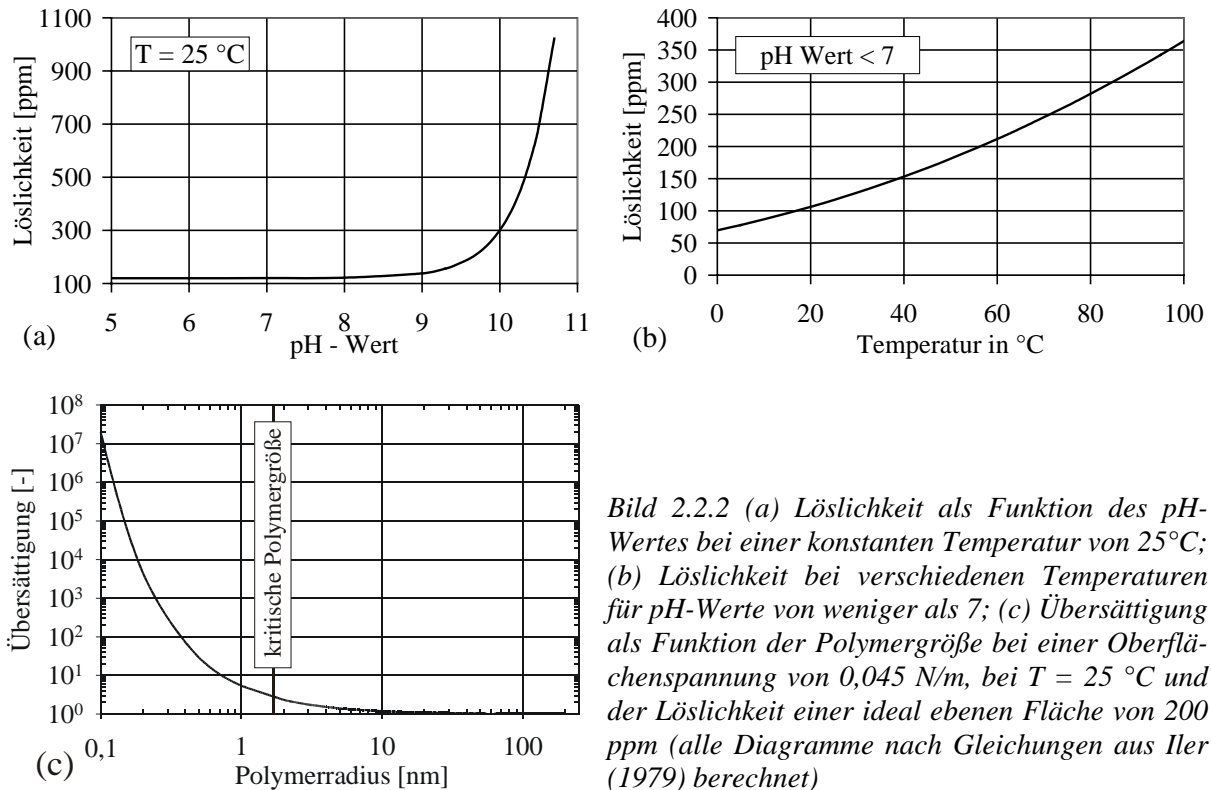 1100
900
700
500
300
100
Löslichkeit [ppm]
T = 25 °C
5 6 7 8 9 10 11
pH - Wert
(a)
400
350
300
250
200
150
100
50
0
Löslichkeit [ppm]
pH Wert < 7
0 20 40 60 80 100
Temperatur in °C
(b)
10⁸
10⁷
10⁶
10⁵
10⁴
10³
10²
10¹
10⁰
Übersättigung [-]
kritische Polymergröße
0,1 1 10 100
Polymerradius [nm]
(c)
Bild 2.2.2 (a) Löslichkeit als Funktion des pH-
Wertes bei einer konstanten Temperatur von 25°C;
(b) Löslichkeit bei verschiedenen Temperaturen
für pH-Werte von weniger als 7; (c) Übersättigung
als Funktion der Polymergröße bei einer Oberflä-
chenspannung von 0,045 N/m, bei T = 25 °C und
der Löslichkeit einer ideal ebenen Fläche von 200
ppm (alle Diagramme nach Gleichungen aus Iler
(1979) berechnet)